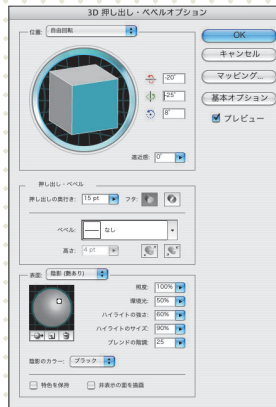 3D 押し出し・ベベルオプション
位置: 自由回転
OK
キャンセル
マッピング...
基本オプション
プレビュー
-20°
-25°
8°
遠近感: 0°
押し出し・ベベル
押し出しの奥行き: 15 pt フタ:
ベベル: なし
高さ: 4 pt
表面: 陰影 (艶あり)
照度: 100%
環境光: 50%
ハイライトの強さ: 60%
ハイライトのサイズ: 90%
ブレンドの階調: 25
陰影のカラー: ブラック
特色を保持 非表示の面を描画